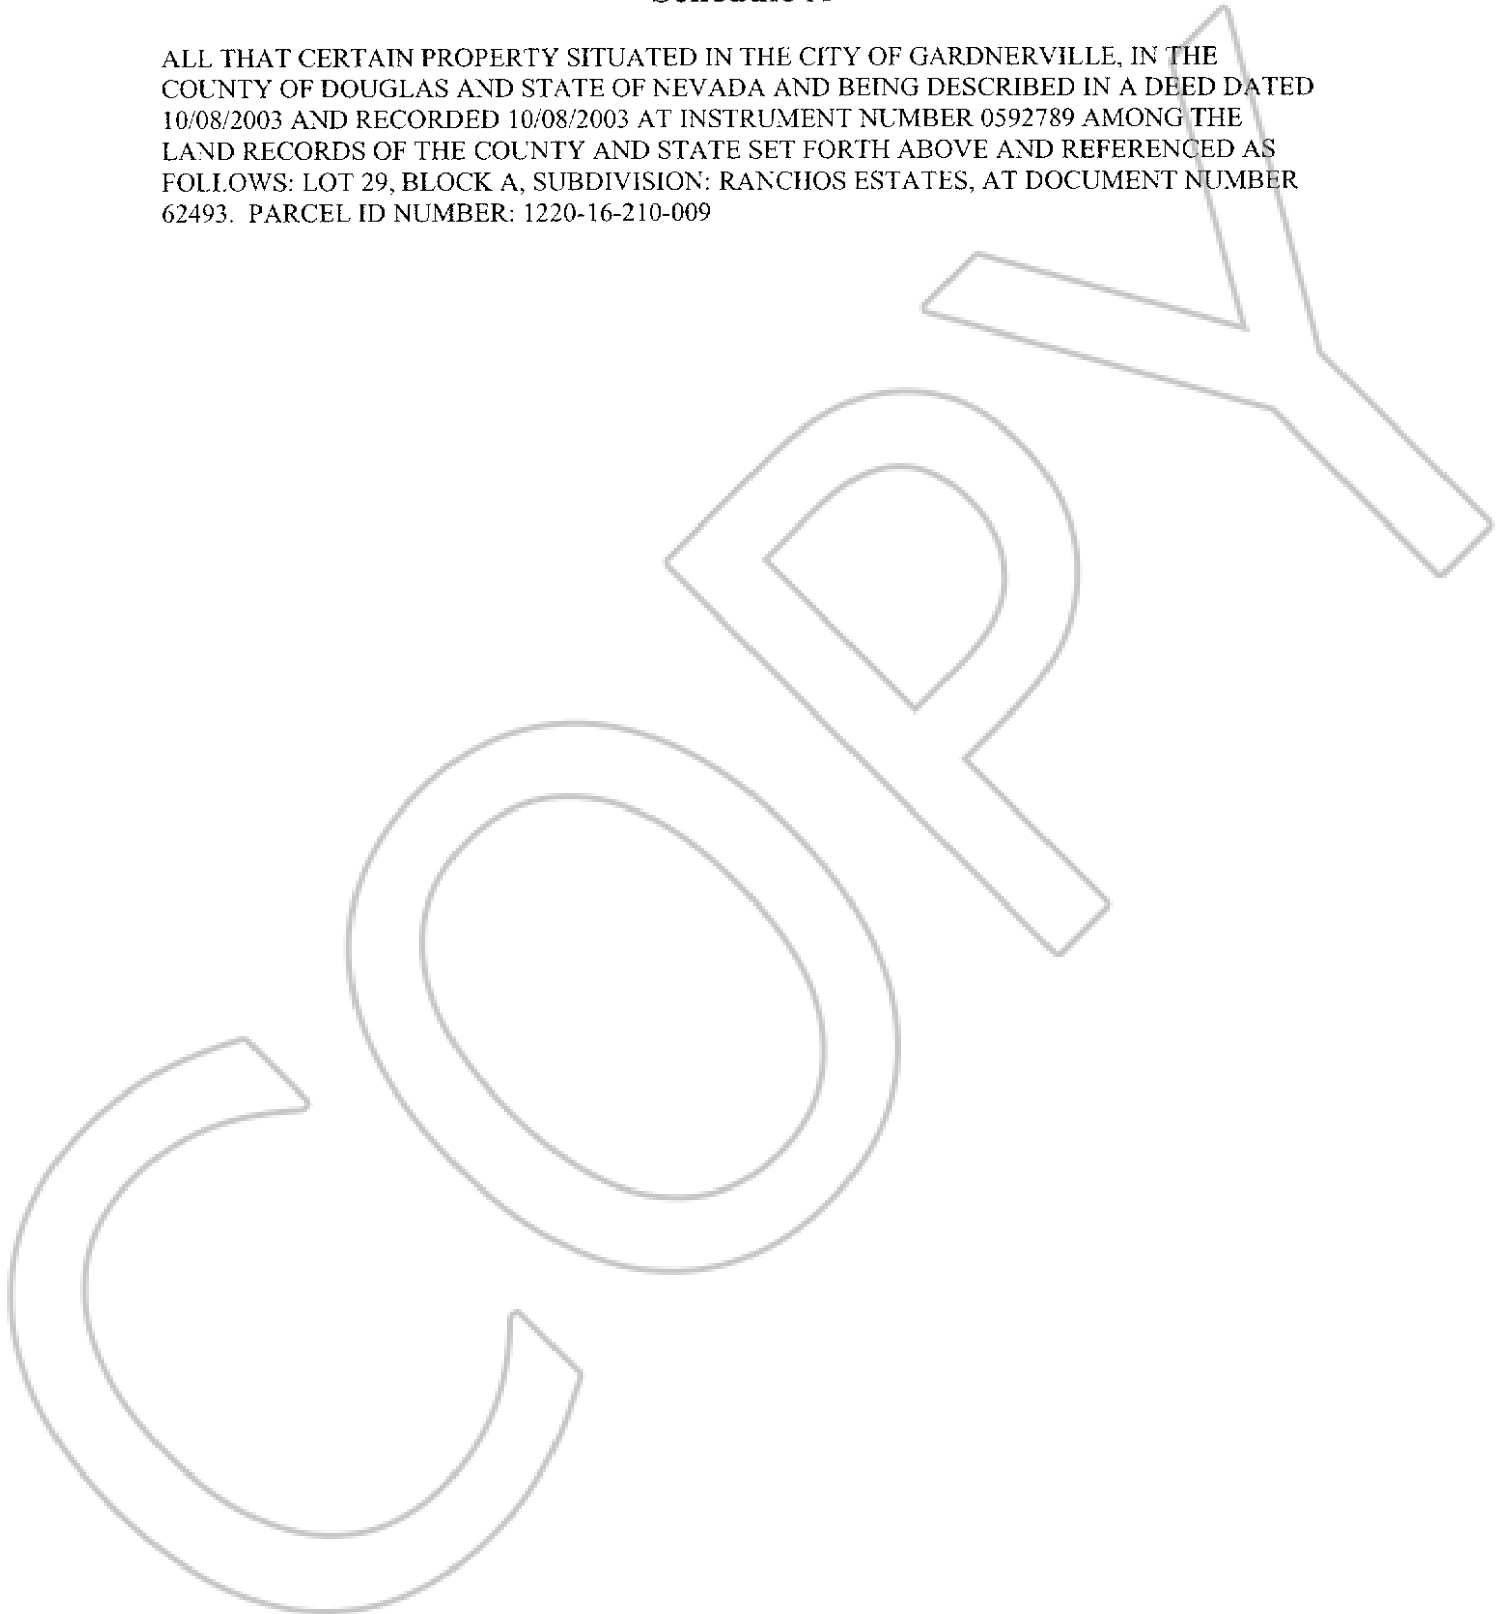 ALL THAT CERTAIN PROPERTY SITUATED IN THE CITY OF GARDNERVILLE, IN THE
COUNTY OF DOUGLAS AND STATE OF NEVADA AND BEING DESCRIBED IN A DEED DATED
10/08/2003 AND RECORDED 10/08/2003 AT INSTRUMENT NUMBER 0592789 AMONG THE
LAND RECORDS OF THE COUNTY AND STATE SET FORTH ABOVE AND REFERENCED AS
FOLLOWS: LOT 29, BLOCK A, SUBDIVISION: RANCHOS ESTATES, AT DOCUMENT NUMBER
62493. PARCEL ID NUMBER: 1220-16-210-009
COPY